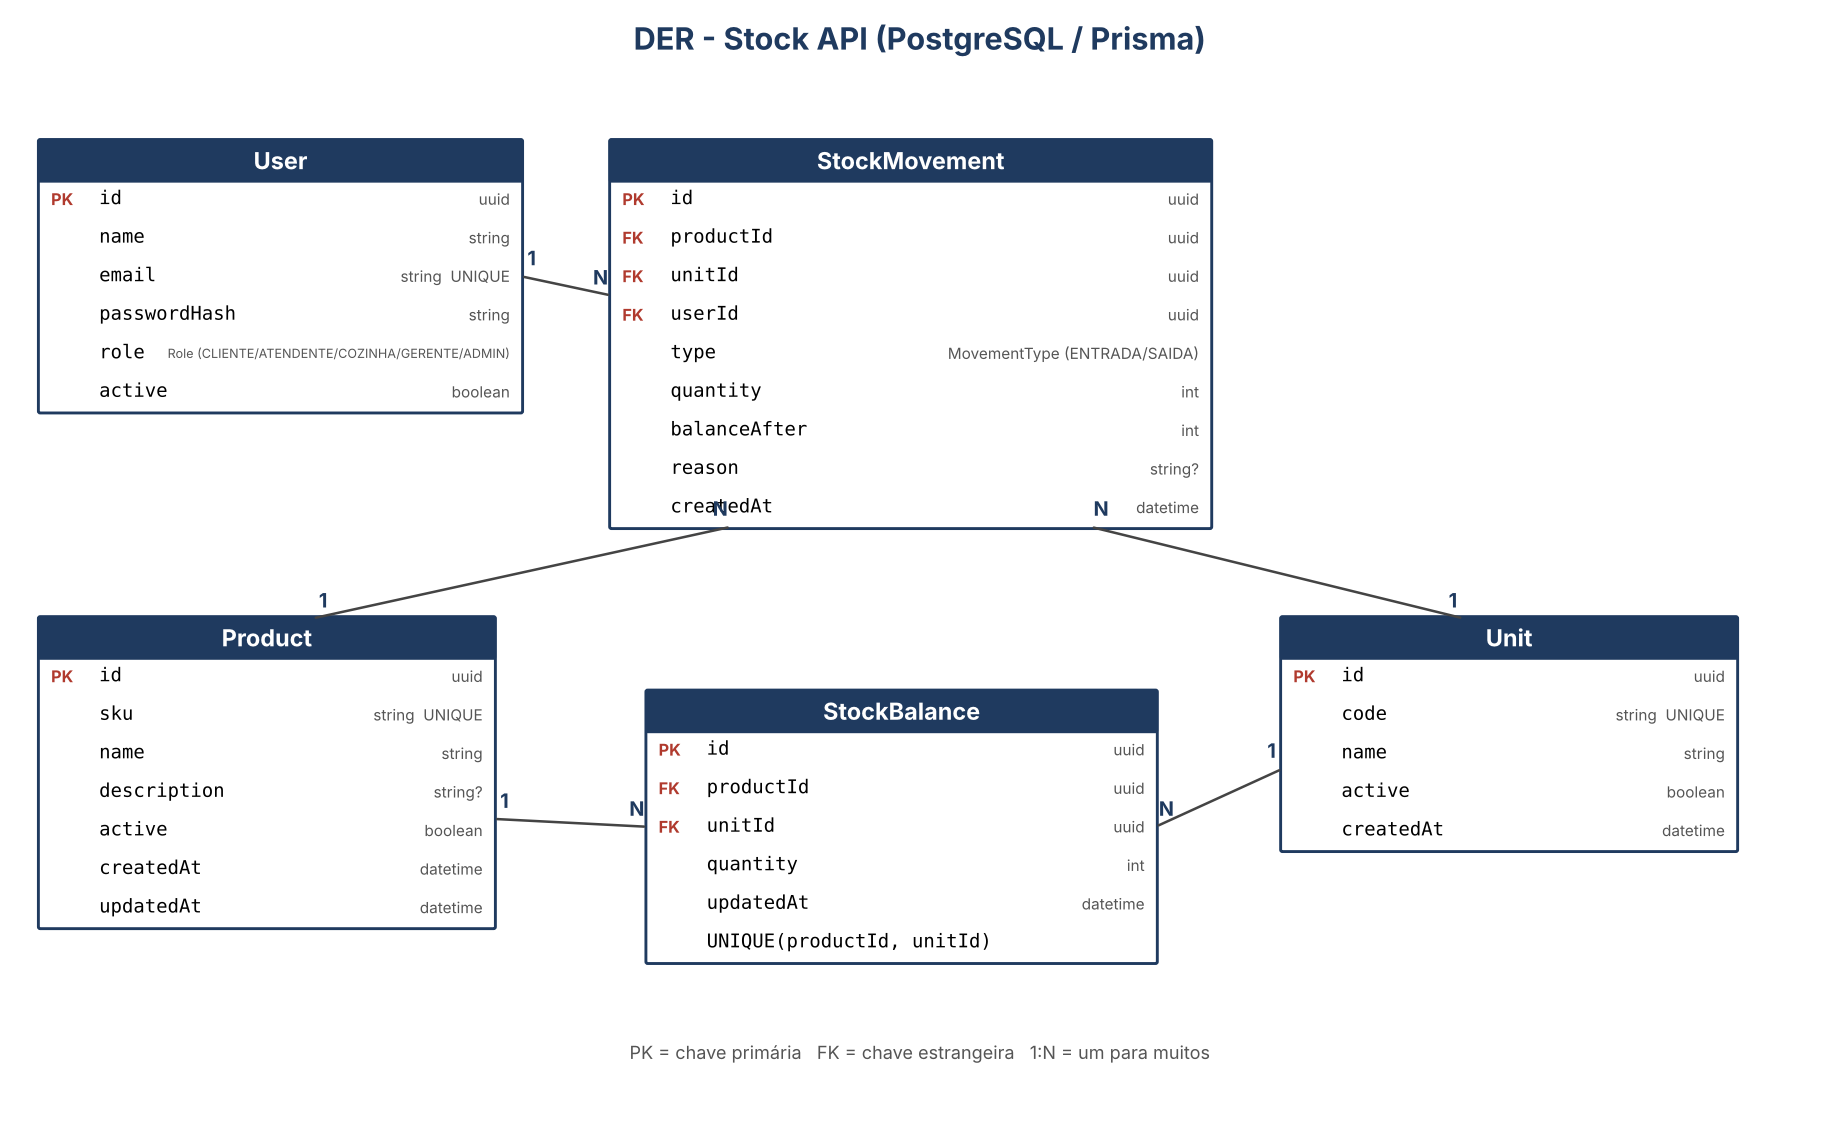 DER - Stock API (PostgreSQL / Prisma)
User
PK id uuid
name string
email string UNIQUE
passwordHash string
role Role (CLIENTE/ATENDENTE/COZINHA/GERENTE/ADMIN)
active boolean
1
N
StockMovement
PK id uuid
FK productId uuid
FK unitId uuid
FK userId uuid
type MovementType (ENTRADA/SAIDA)
quantity int
balanceAfter int
reason string?
createdAt datetime
N
N
1
1
Product
PK id uuid
sku string UNIQUE
name string
description string?
active boolean
createdAt datetime
updatedAt datetime
1
N
StockBalance
PK id uuid
FK productId uuid
FK unitId uuid
quantity int
updatedAt datetime
UNIQUE(productId, unitId)
N
1
Unit
PK id uuid
code string UNIQUE
name string
active boolean
createdAt datetime
PK = chave primária FK = chave estrangeira 1:N = um para muitos